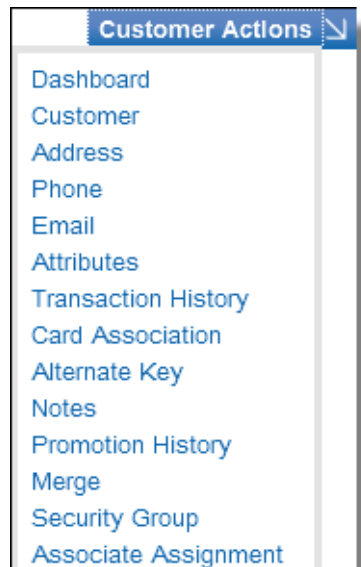 Customer Actions
Dashboard
Customer
Address
Phone
Email
Attributes
Transaction History
Card Association
Alternate Key
Notes
Promotion History
Merge
Security Group
Associate Assignment